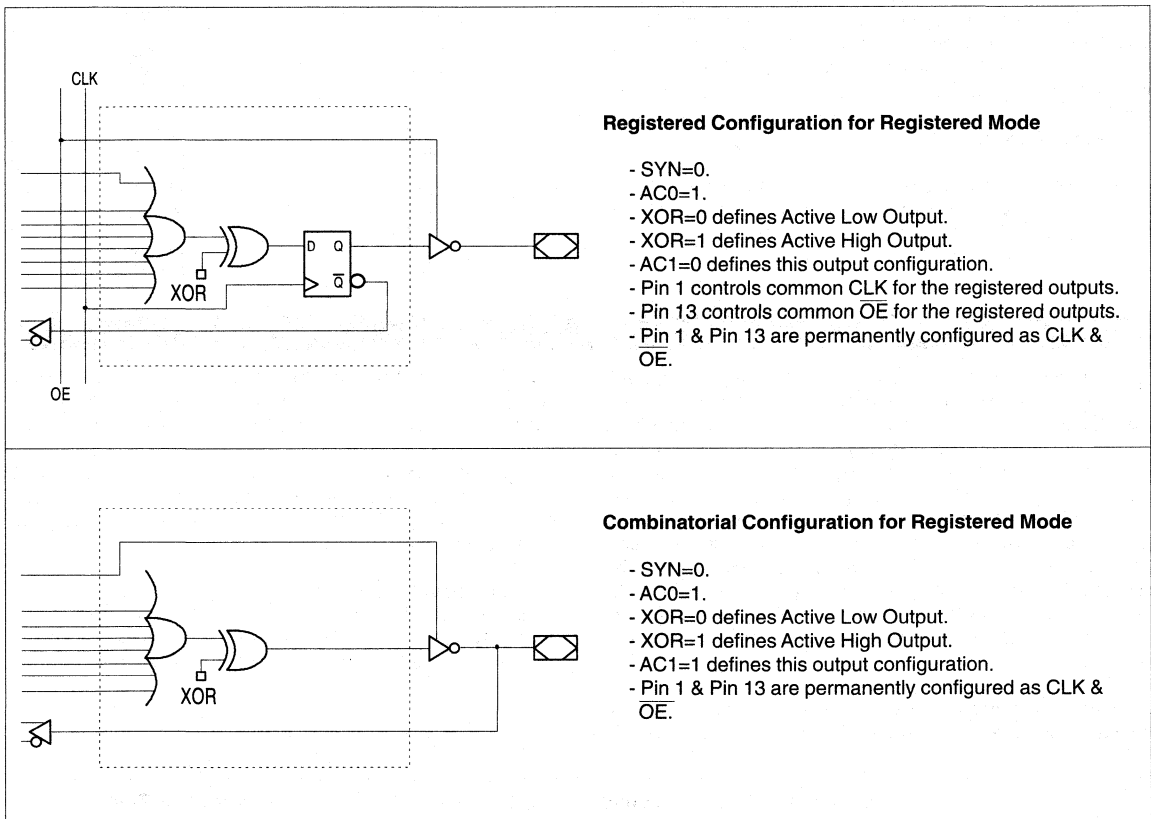 CLK
XOR
D Q
Q̅
OE
Registered Configuration for Registered Mode
- SYN=0.
- AC0=1.
- XOR=0 defines Active Low Output.
- XOR=1 defines Active High Output.
- AC1=0 defines this output configuration.
- Pin 1 controls common CLK for the registered outputs.
- Pin 13 controls common O̅E̅ for the registered outputs.
- Pin 1 & Pin 13 are permanently configured as CLK &
O̅E̅.
XOR
Combinatorial Configuration for Registered Mode
- SYN=0.
- AC0=1.
- XOR=0 defines Active Low Output.
- XOR=1 defines Active High Output.
- AC1=1 defines this output configuration.
- Pin 1 & Pin 13 are permanently configured as CLK &
O̅E̅.